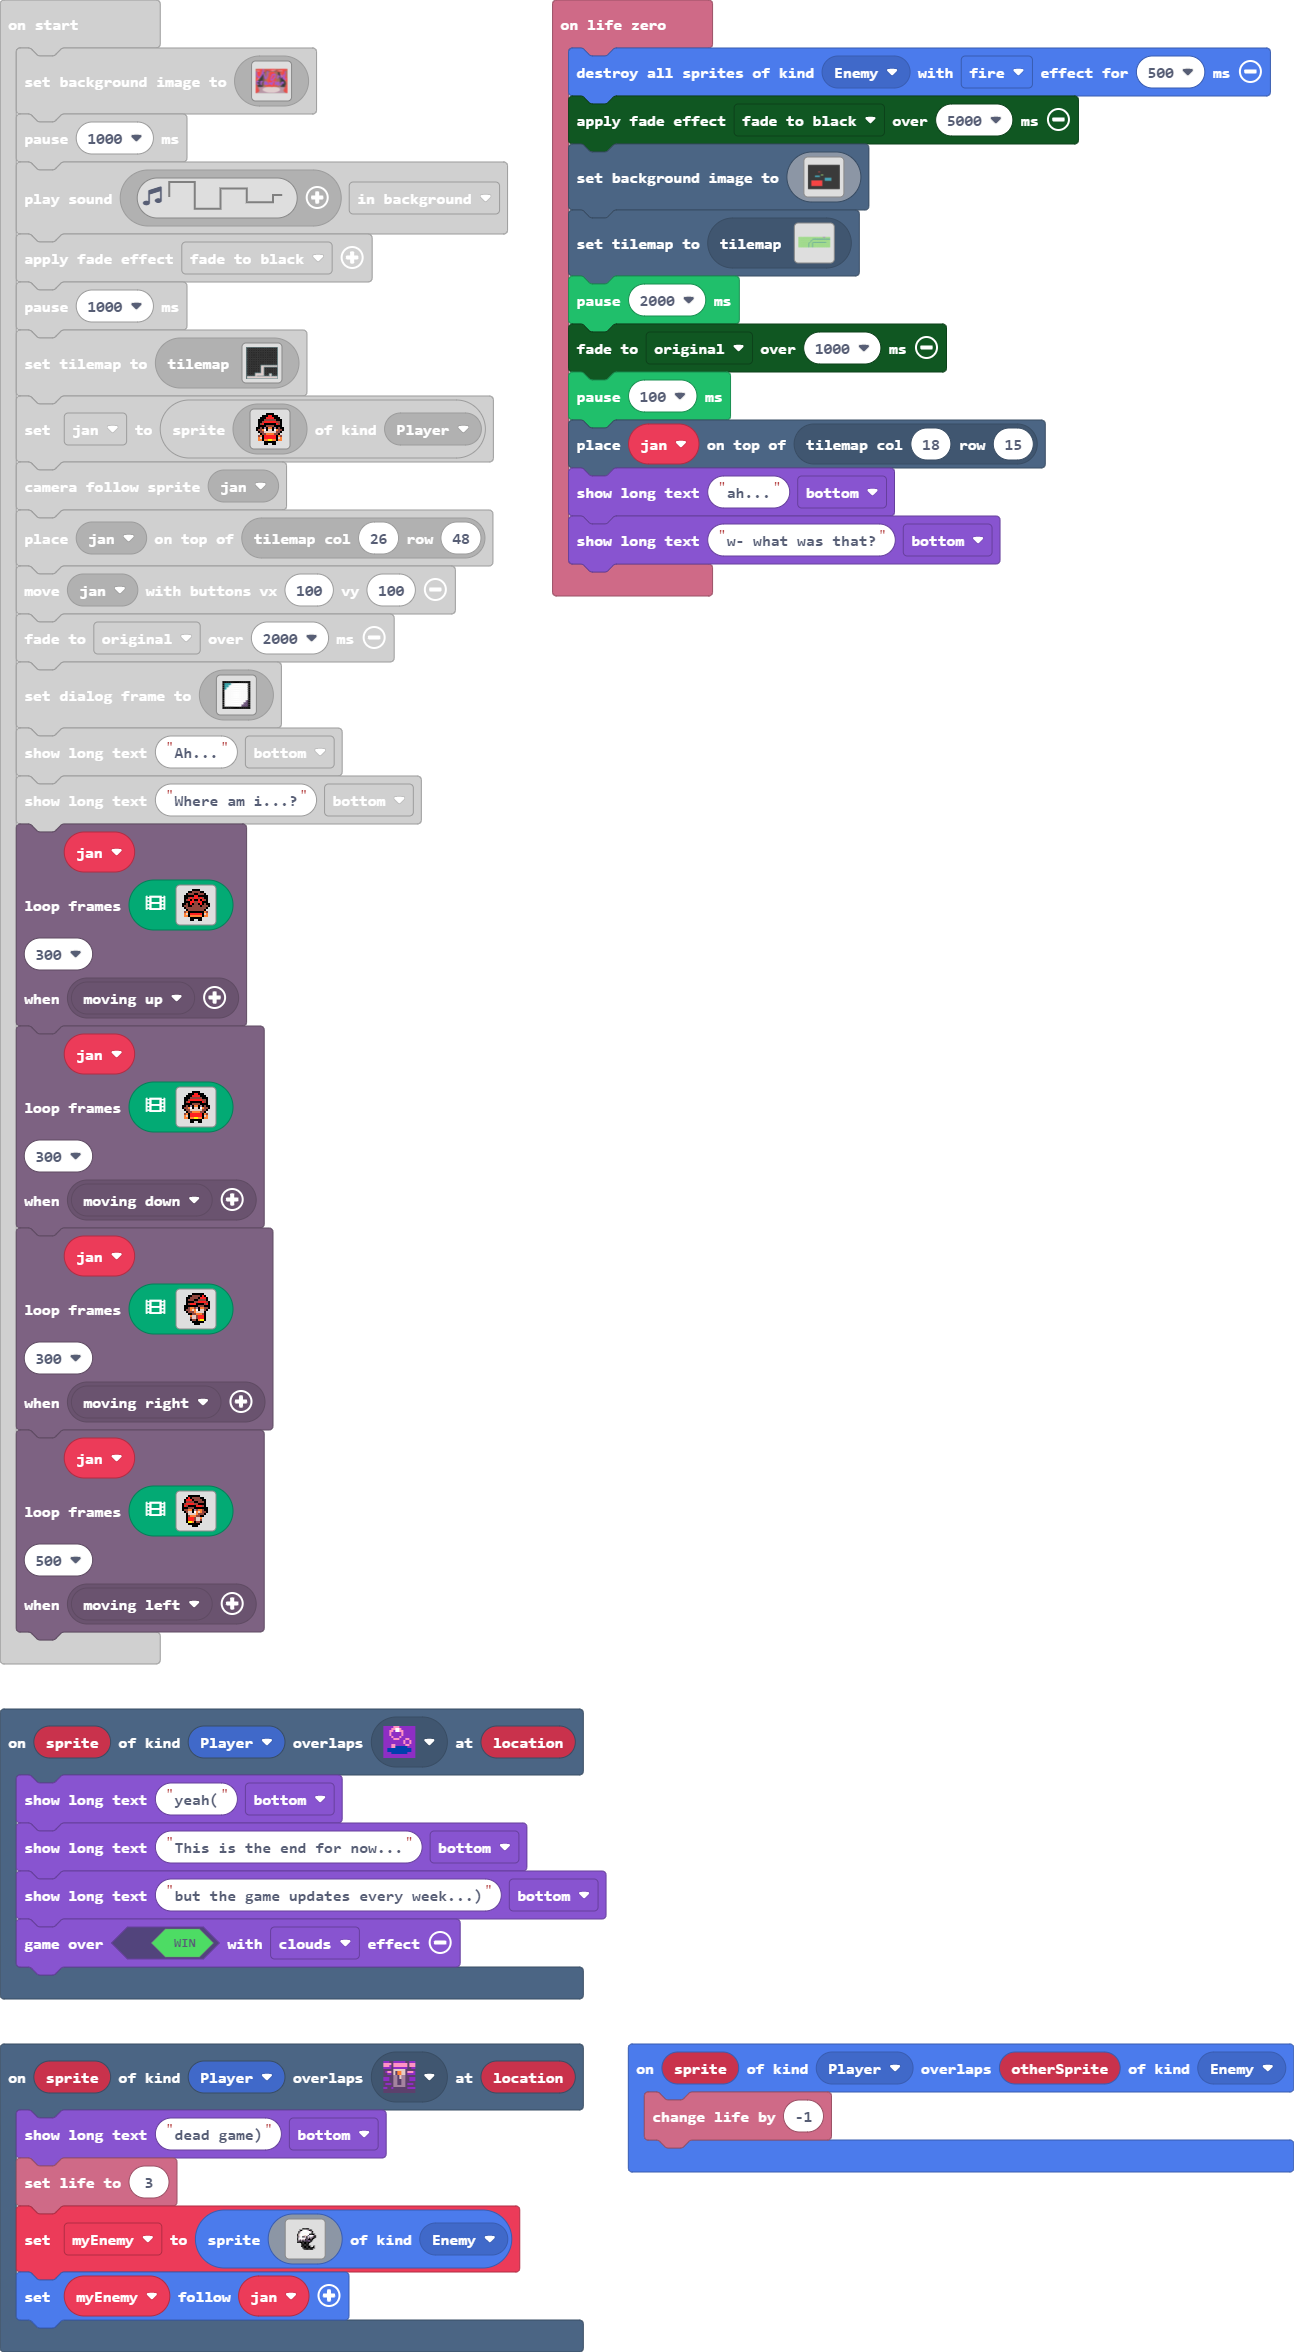 on start
set background image to
pause 1000 ms
play sound in background
apply fade effect fade to black
pause 1000 ms
set tilemap to tilemap
set jan to sprite of kind Player
camera follow sprite jan
place jan on top of tilemap col 26 row 48
move jan with buttons vx 100 vy 100
fade to original over 2000 ms
set dialog frame to
show long text "Ah..." bottom
show long text "Where am i...?" bottom
jan
loop frames
300
when moving up
jan
loop frames
300
when moving down
jan
loop frames
300
when moving right
jan
loop frames
500
when moving left
on life zero
destroy all sprites of kind Enemy with fire effect for 500 ms
apply fade effect fade to black over 5000 ms
set background image to
set tilemap to tilemap
pause 2000 ms
fade to original over 1000 ms
pause 100 ms
place jan on top of tilemap col 18 row 15
show long text "ah..." bottom
show long text "w- what was that?" bottom
on sprite of kind Player overlaps at location
show long text "yeah(" bottom
show long text "This is the end for now..." bottom
show long text "but the game updates every week...)" bottom
game over WIN with clouds effect
on sprite of kind Player overlaps at location
show long text "dead game)" bottom
set life to 3
set myEnemy to sprite of kind Enemy
set myEnemy follow jan
on sprite of kind Player overlaps otherSprite of kind Enemy
change life by -1